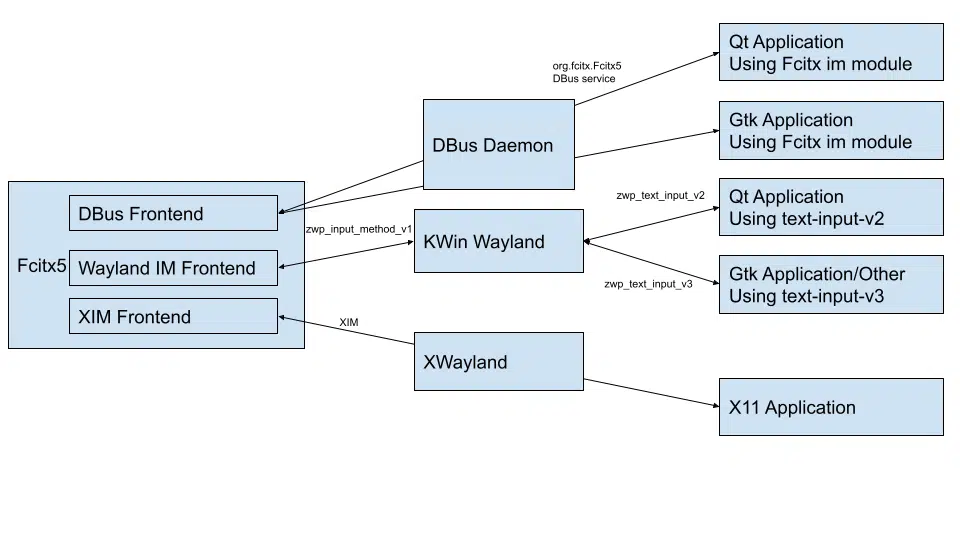 Qt Application
Using Fcitx im module
org.fcitx.Fcitx5
DBus service
DBus Daemon
Gtk Application
Using Fcitx im module
Fcitx5
DBus Frontend
Wayland IM Frontend
XIM Frontend
zwp_input_method_v1
KWin Wayland
zwp_text_input_v2
Qt Application
Using text-input-v2
zwp_text_input_v3
Gtk Application/Other
Using text-input-v3
XIM
XWayland
X11 Application